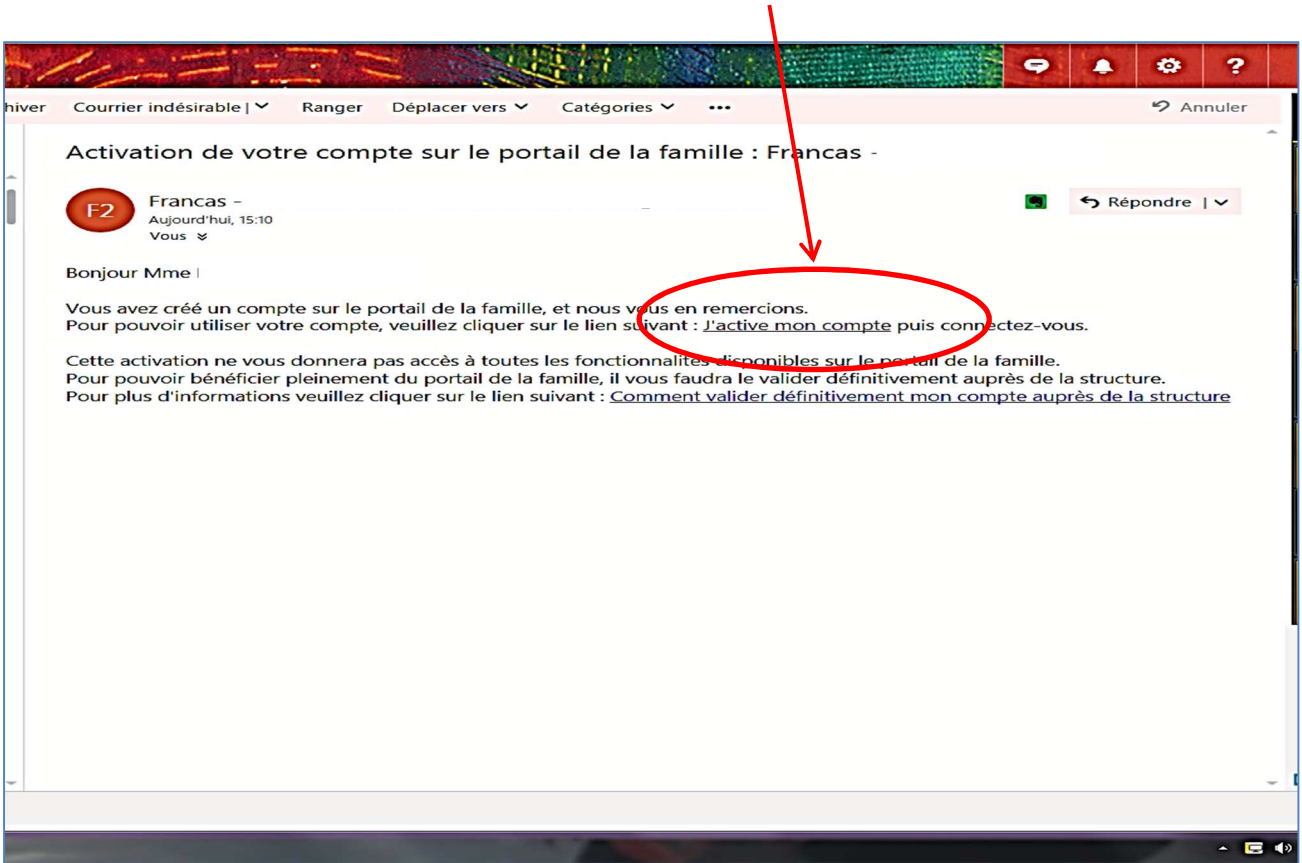 ?
hiver Courrier indésirable | Ranger Déplacer vers Catégories ••• Annuler
Activation de votre compte sur le portail de la famille : Francas -
F2
Francas -
Répondre |
Aujourd'hui, 15:10
Vous
Bonjour Mme
Vous avez créé un compte sur le portail de la famille, et nous vous en remercions.
Pour pouvoir utiliser votre compte, veuillez cliquer sur le lien suivant : J'active mon compte puis connectez-vous.
Cette activation ne vous donnera pas accès à toutes les fonctionnalités disponibles sur le portail de la famille.
Pour pouvoir bénéficier pleinement du portail de la famille, il vous faudra le valider définitivement auprès de la structure.
Pour plus d'informations veuillez cliquer sur le lien suivant : Comment valider définitivement mon compte auprès de la structure